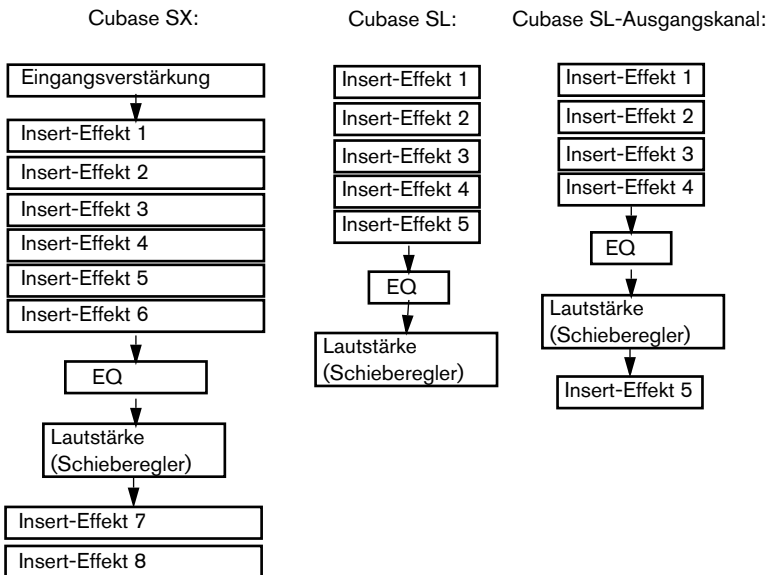 Cubase SX:
Eingangsverstärkung
Insert-Effekt 1
Insert-Effekt 2
Insert-Effekt 3
Insert-Effekt 4
Insert-Effekt 5
Insert-Effekt 6
EQ
Lautstärke
(Schieberegler)
Insert-Effekt 7
Insert-Effekt 8
Cubase SL:
Insert-Effekt 1
Insert-Effekt 2
Insert-Effekt 3
Insert-Effekt 4
Insert-Effekt 5
EQ
Lautstärke
(Schieberegler)
Cubase SL-Ausgangskanal:
Insert-Effekt 1
Insert-Effekt 2
Insert-Effekt 3
Insert-Effekt 4
EQ
Lautstärke
(Schieberegler)
Insert-Effekt 5